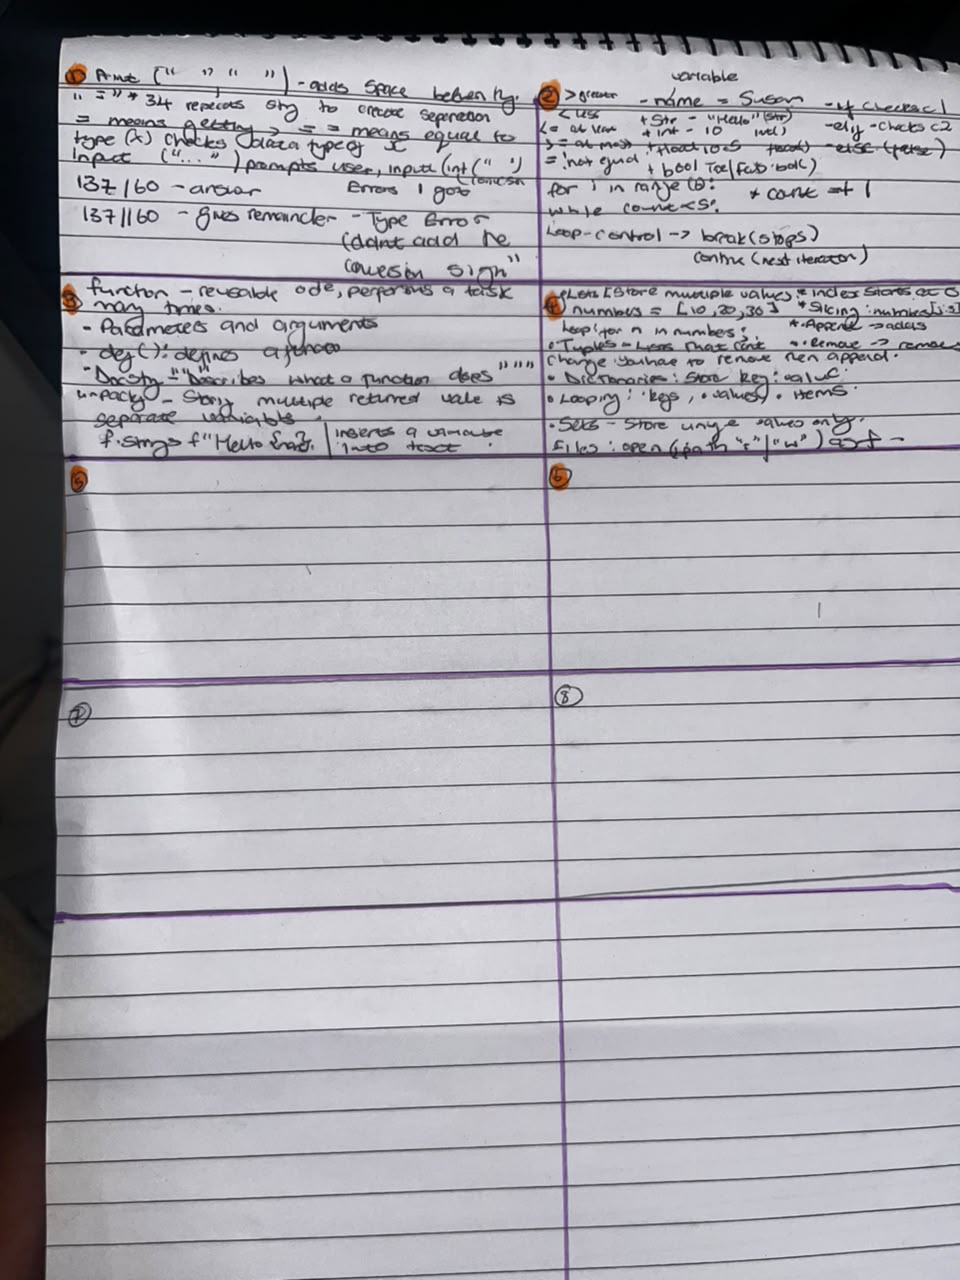 ① Print (" , " " ") - adds space between
" = " * 34 repeats string to create separation
= means getting, == means equal to
type (x) checks data type of x
Input ("...") prompts user, input (int (" ")
137/60 - answer Errors I got
137//60 - gives remainder - Type Error
(didnt add the
sign"
variable
② > greater - name = Susan - if checks c1
< less * Str - "Hello" (str) - elif - checks c2
<= at least * int - 10 int()
>= at most * float 10.5 float() - else (false)
= !not equal + bool
for i in range (): * count =+ 1
while count <5:
Loop-control -> break (stops)
continue (next iteration)
③ function - reusable code, performs a task
many times.
- Parameters and arguments
- def ( ) : defines a function
- Docstring - "Describes what a function does" """
unpacking - Storing multiple returned value is
separate variables.
f.strings f"Hello {na}. | inserts a variable
into text.
④ Lists [Store multiple values * index starts at 0
numbers = [10, 20, 30] * Slicing: numbers
Loop: for n in numbers: * .Append -> adds
• Tuples - Lists that can't * .Remove -> remove
change. You have to remove then append.
• Dictionaries: Store key: value.
• Looping: keys, • values, • items.
• Sets - Store unique values only.
Files: open (path "r" | "w") as f -
⑤ ⑥
⑦ ⑧